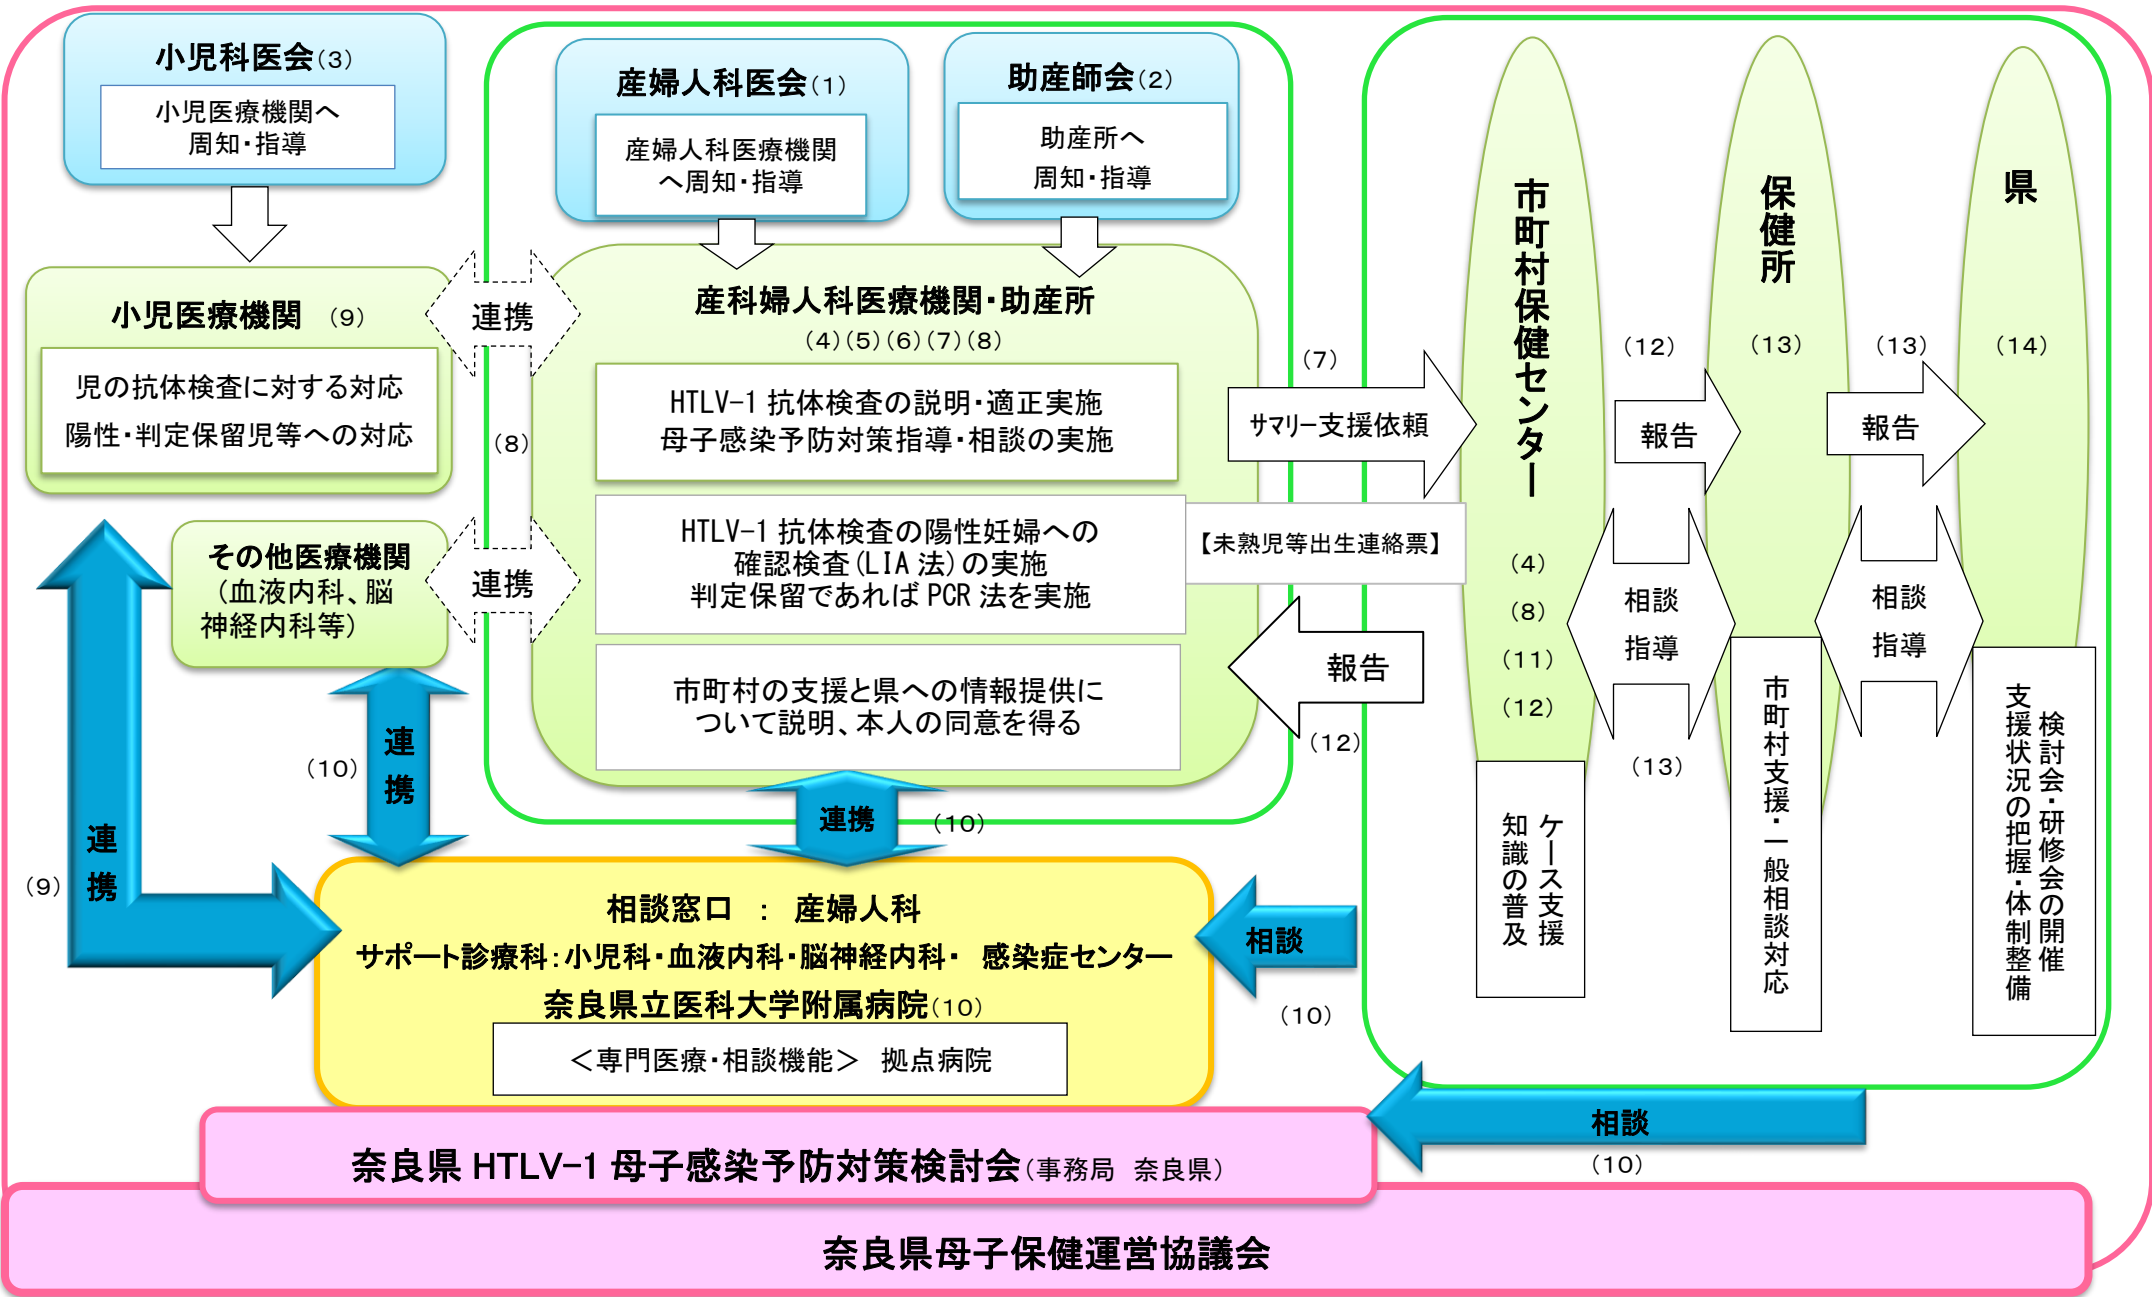 小児科医会(3)
小児医療機関へ
周知・指導
産婦人科医会(1)
産婦人科医療機関
へ周知・指導
助産師会(2)
助産所へ
周知・指導
小児医療機関 (9)
児の抗体検査に対する対応
陽性・判定保留児等への対応
連携
(8)
産科婦人科医療機関・助産所
(4)(5)(6)(7)(8)
HTLV-1 抗体検査の説明・適正実施
母子感染予防対策指導・相談の実施
HTLV-1 抗体検査の陽性妊婦への
確認検査(LIA 法)の実施
判定保留であれば PCR 法を実施
市町村の支援と県への情報提供に
ついて説明、本人の同意を得る
その他医療機関
(血液内科、脳
神経内科等)
連携
(7)
サマリー支援依頼
【未熟児等出生連絡票】
報告
(12)
市町村保健センター
(4)
(8)
(11)
(12)
ケース支援
知識の普及
(12)
報告
相談
指導
(13)
保健所
(13)
市町村支援・一般相談対応
(13)
報告
相談
指導
県
(14)
検討会・研修会の開催
支援状況の把握・体制整備
連携
(9)
連携
(10)
連携
(10)
相談窓口 : 産婦人科
サポート診療科:小児科・血液内科・脳神経内科・ 感染症センター
奈良県立医科大学附属病院(10)
<専門医療・相談機能> 拠点病院
相談
(10)
相談
(10)
奈良県 HTLV-1 母子感染予防対策検討会(事務局 奈良県)
奈良県母子保健運営協議会